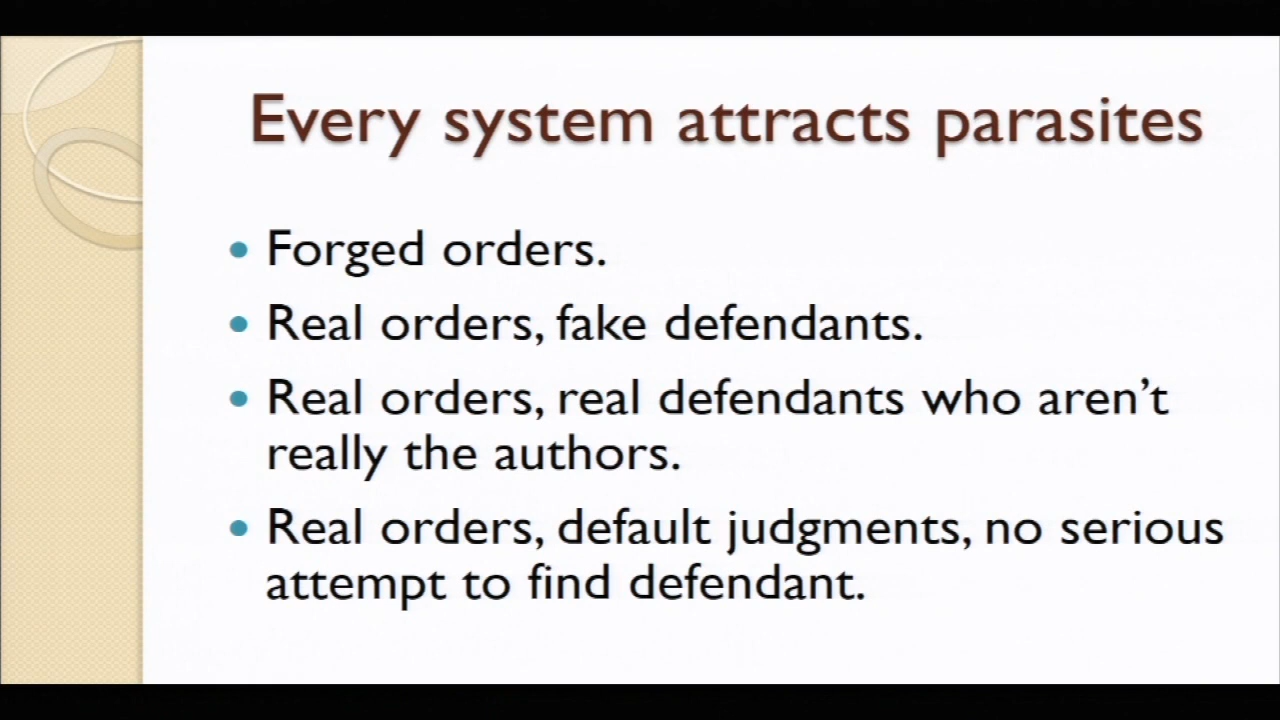 Every system attracts parasites
• Forged orders.
• Real orders, fake defendants.
• Real orders, real defendants who aren’t
really the authors.
• Real orders, default judgments, no serious
attempt to find defendant.